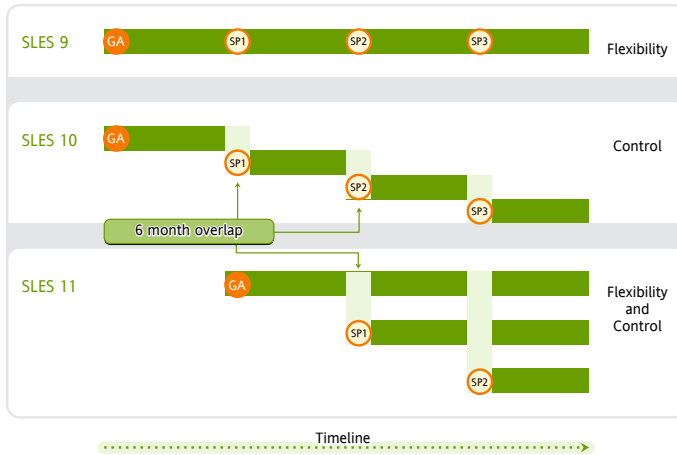 SLES 9
GA
SP1
SP2
SP3
Flexibility
SLES 10
GA
SP1
SP2
SP3
Control
6 month overlap
SLES 11
GA
SP1
SP2
Flexibility
and
Control
Timeline